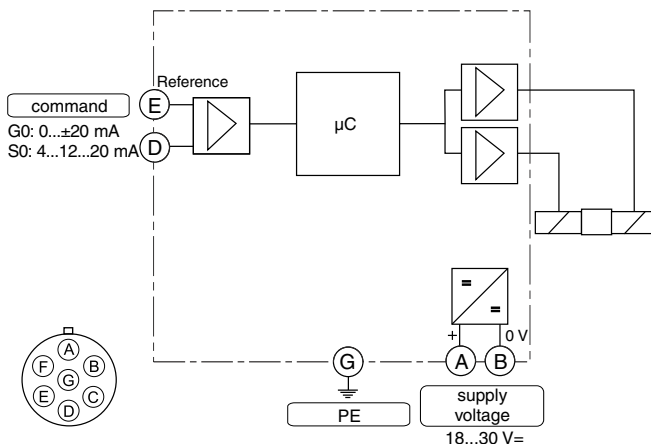 Reference
command
E
G0: 0...±20 mA
D
S0: 4...12...20 mA
µC
+
0 V
G
A
B
PE
supply
voltage
18...30 V=
A
F
B
G
E
C
D